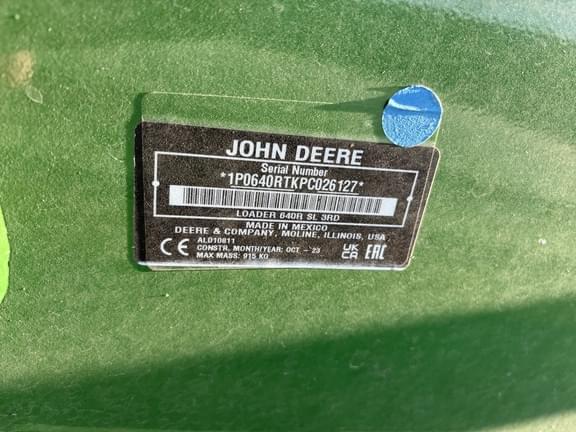 JOHN DEERE
Serial Number
*1P0640RTKPC026127*
LOADER 640R SL 3RD
MADE IN MEXICO
DEERE & COMPANY, MOLINE, ILLINOIS, USA
ALO10811
CONSTR. MONTH/YEAR: OCT - 23
MAX MASS: 915 KG
CE
UK
CA
EAC